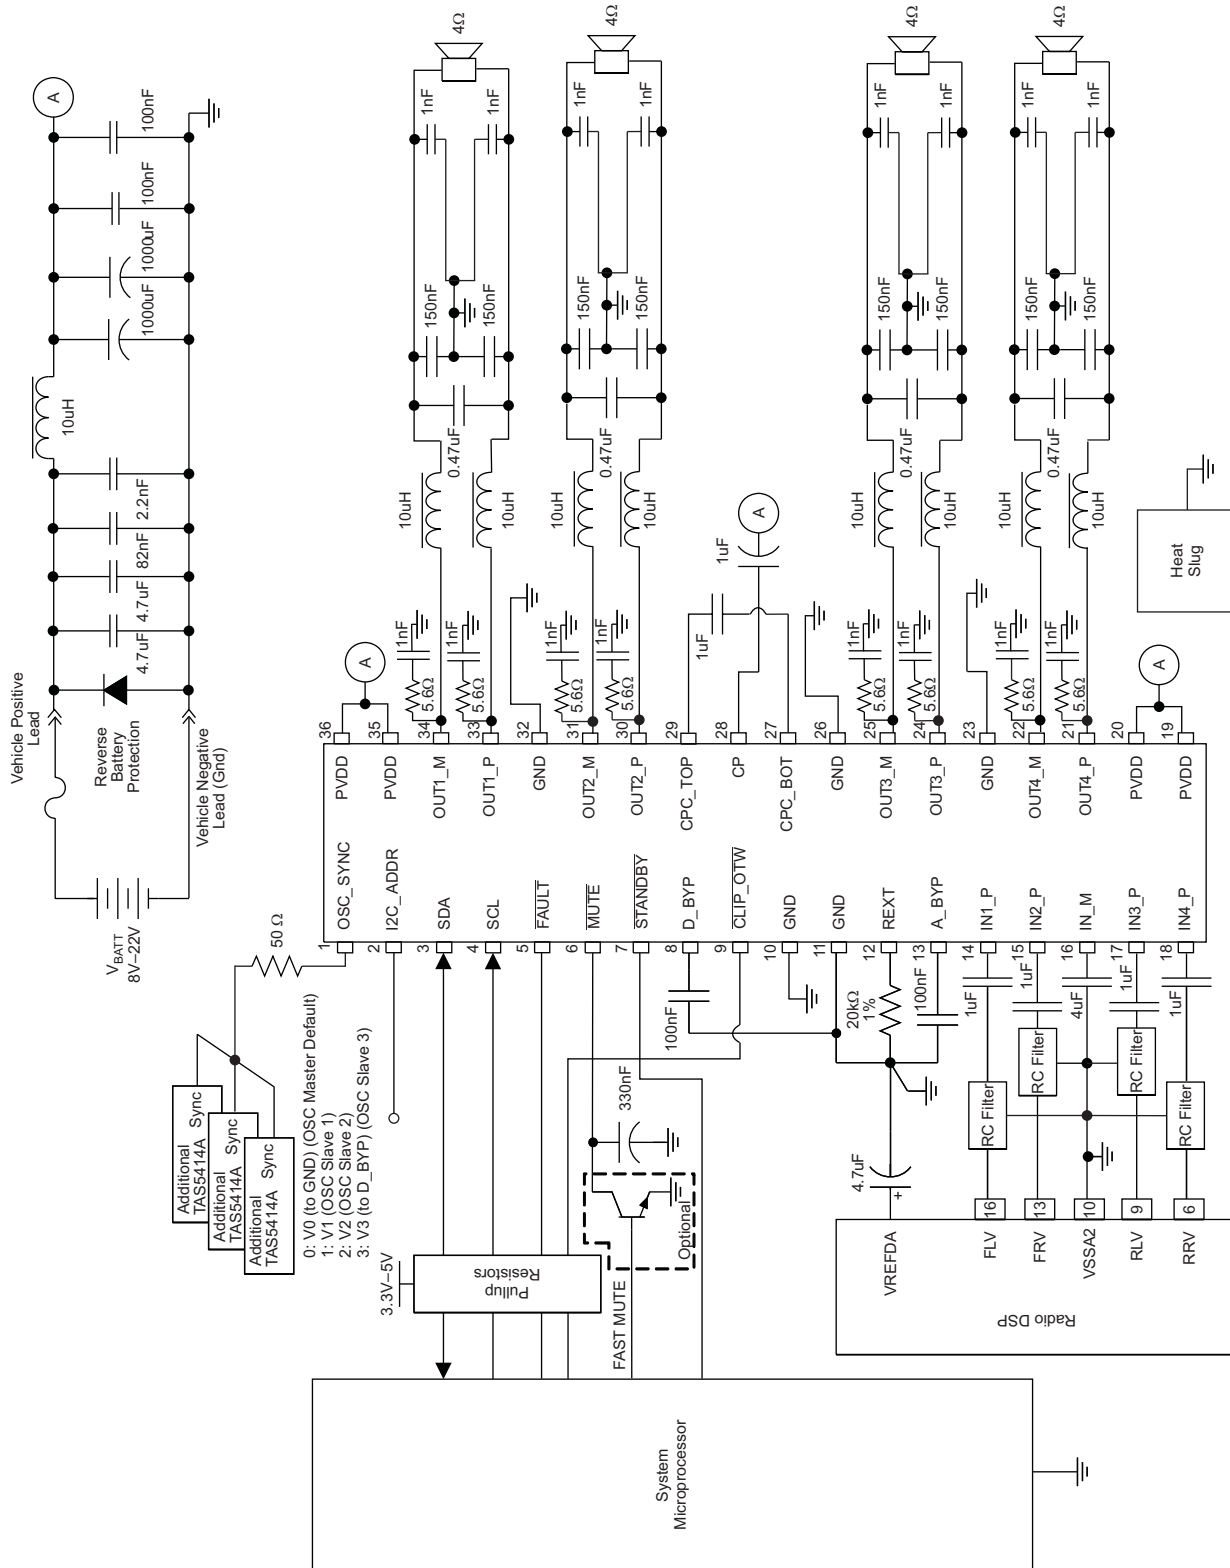 Vehicle Positive
Lead
Reverse
Battery
Protection
Vehicle Negative
Lead (Gnd)
VBATT
8V–22V
4.7uF
4.7uF
82nF
2.2nF
10uH
1000uF
1000uF
100nF
100nF
A
50 Ω
Additional
TAS5414A Sync
Additional
TAS5414A Sync
Additional
TAS5414A Sync
0: V0 (to GND) (OSC Master Default)
1: V1 (OSC Slave 1)
2: V2 (OSC Slave 2)
3: V3 (to D_BYP) (OSC Slave 3)
3.3V–5V
Pullup
Resistors
FAST MUTE
Optional
330nF
System
Microprocessor
1 OSC_SYNC
2 I2C_ADDR
3 SDA
4 SCL
5 FAULT
6 MUTE
7 STANDBY
8 D_BYP
9 CLIP_OTW
10 GND
11 GND
12 REXT
13 A_BYP
14 IN1_P
15 IN2_P
16 IN_M
17 IN3_P
18 IN4_P
PVDD 36
PVDD 35
OUT1_M 34
OUT1_P 33
GND 32
OUT2_M 31
OUT2_P 30
CPC_TOP 29
CP 28
CPC_BOT 27
GND 26
OUT3_M 25
OUT3_P 24
GND 23
OUT4_M 22
OUT4_P 21
PVDD 20
PVDD 19
100nF
20kΩ
1%
100nF
4.7uF
+
1uF
1uF
4uF
1uF
1uF
RC Filter
RC Filter
RC Filter
RC Filter
Radio DSP
VREFDA
FLV 16
FRV 13
VSSA2 10
RLV 9
RRV 6
A
5.6Ω
1nF
5.6Ω
1nF
10uH
10uH
0.47uF
150nF
150nF
1nF
1nF
4Ω
5.6Ω
1nF
5.6Ω
1nF
10uH
10uH
0.47uF
150nF
150nF
1nF
1nF
4Ω
1uF
1uF
A
5.6Ω
1nF
5.6Ω
1nF
10uH
10uH
0.47uF
150nF
150nF
1nF
1nF
4Ω
5.6Ω
1nF
5.6Ω
1nF
10uH
10uH
0.47uF
150nF
150nF
1nF
1nF
4Ω
A
Heat
Slug